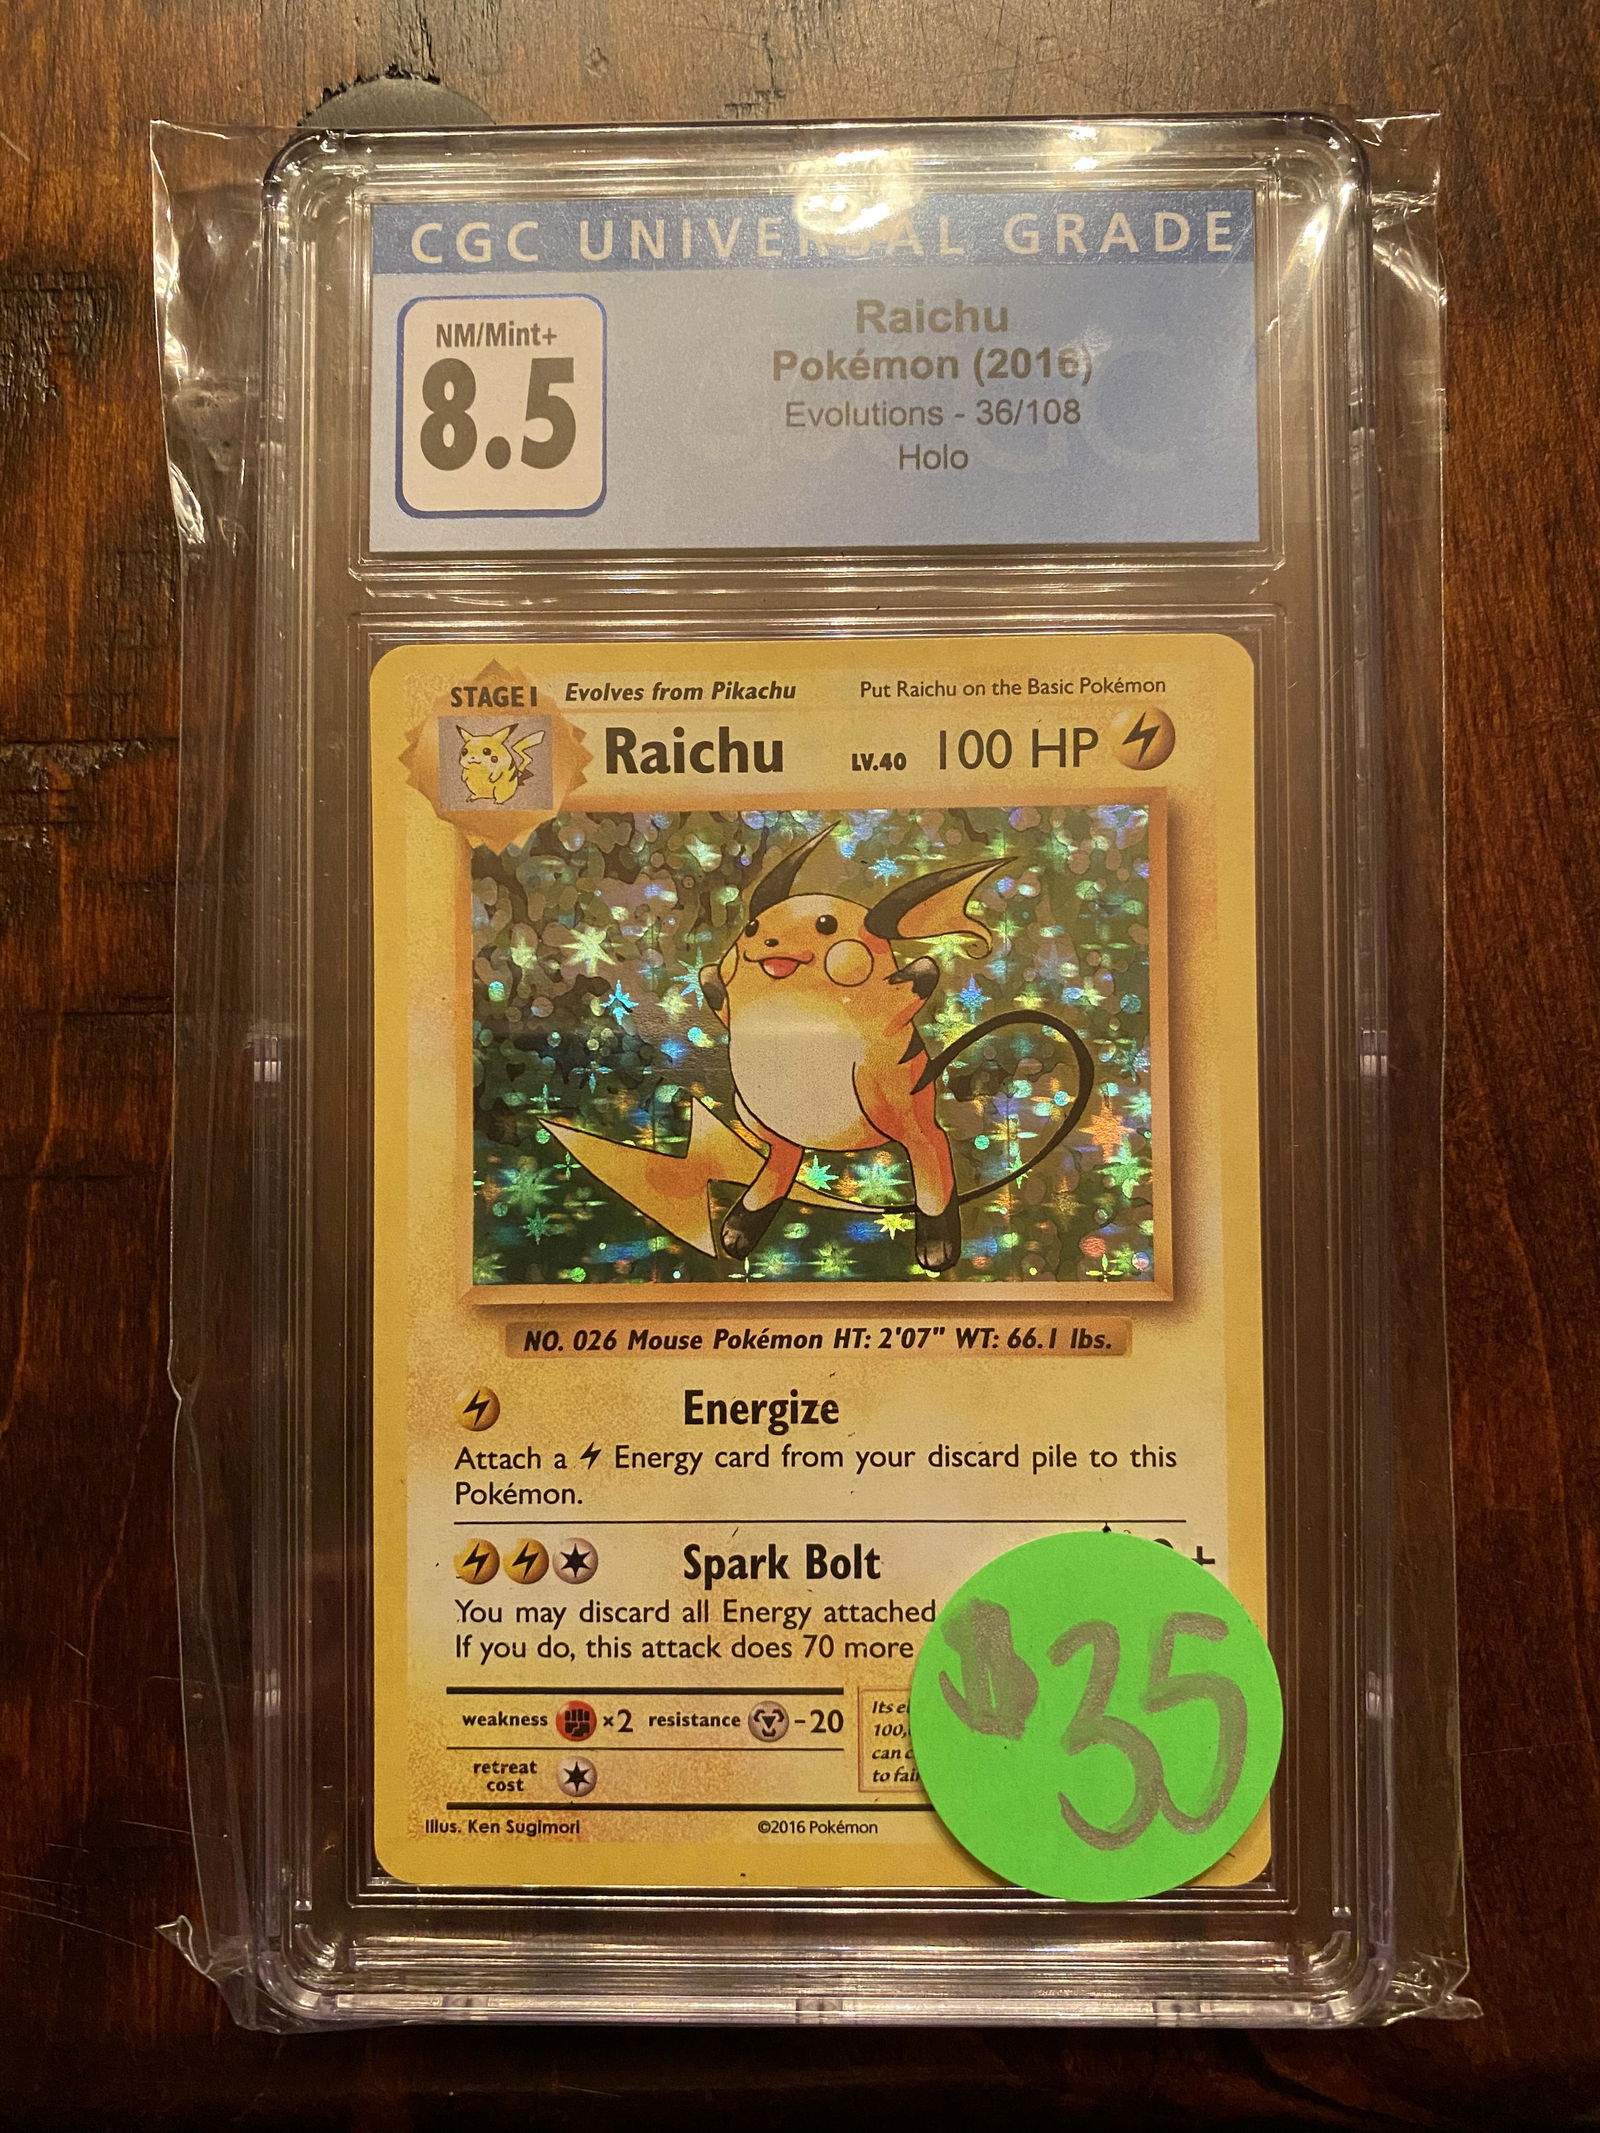 CGC UNIVERSAL GRADE
NM/Mint+
8.5
Raichu
Pokémon (2016)
Evolutions - 36/108
Holo
STAGE 1 Evolves from Pikachu Put Raichu on the Basic Pokémon
Raichu LV.40 100 HP
NO. 026 Mouse Pokémon HT: 2'07" WT: 66.1 lbs.
Energize
Attach a Energy card from your discard pile to this
Pokémon.
Spark Bolt +
You may discard all Energy attached
If you do, this attack does 70 more
weakness ×2 resistance -20
retreat
cost
Its
100,
can
to
Illus. Ken Sugimori ©2016 Pokémon
35